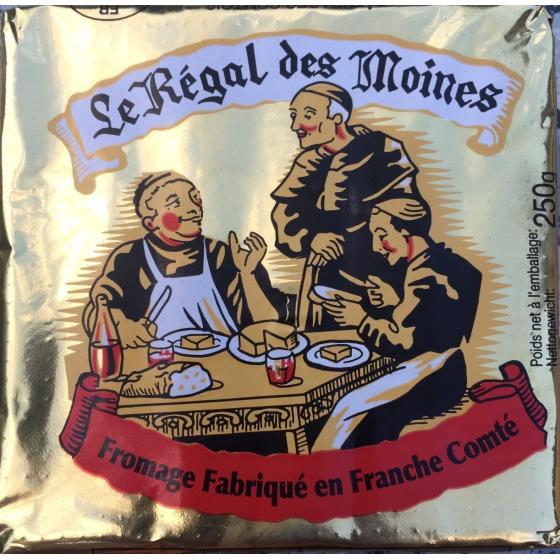 Le Régal des Moines
Poids net à l'emballage: 250g
Nettogewicht:
Fromage Fabriqué en Franche Comté